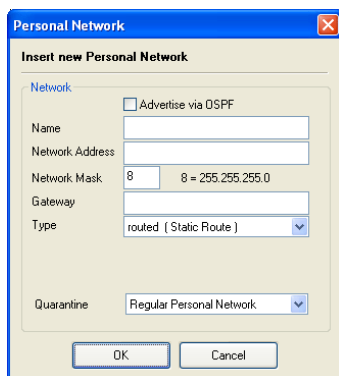 Personal Network
Insert new Personal Network
Network
Advertise via OSPF
Name
Network Address
Network Mask 8 8 = 255.255.255.0
Gateway
Type routed ( Static Route )
Quarantine Regular Personal Network
OK Cancel